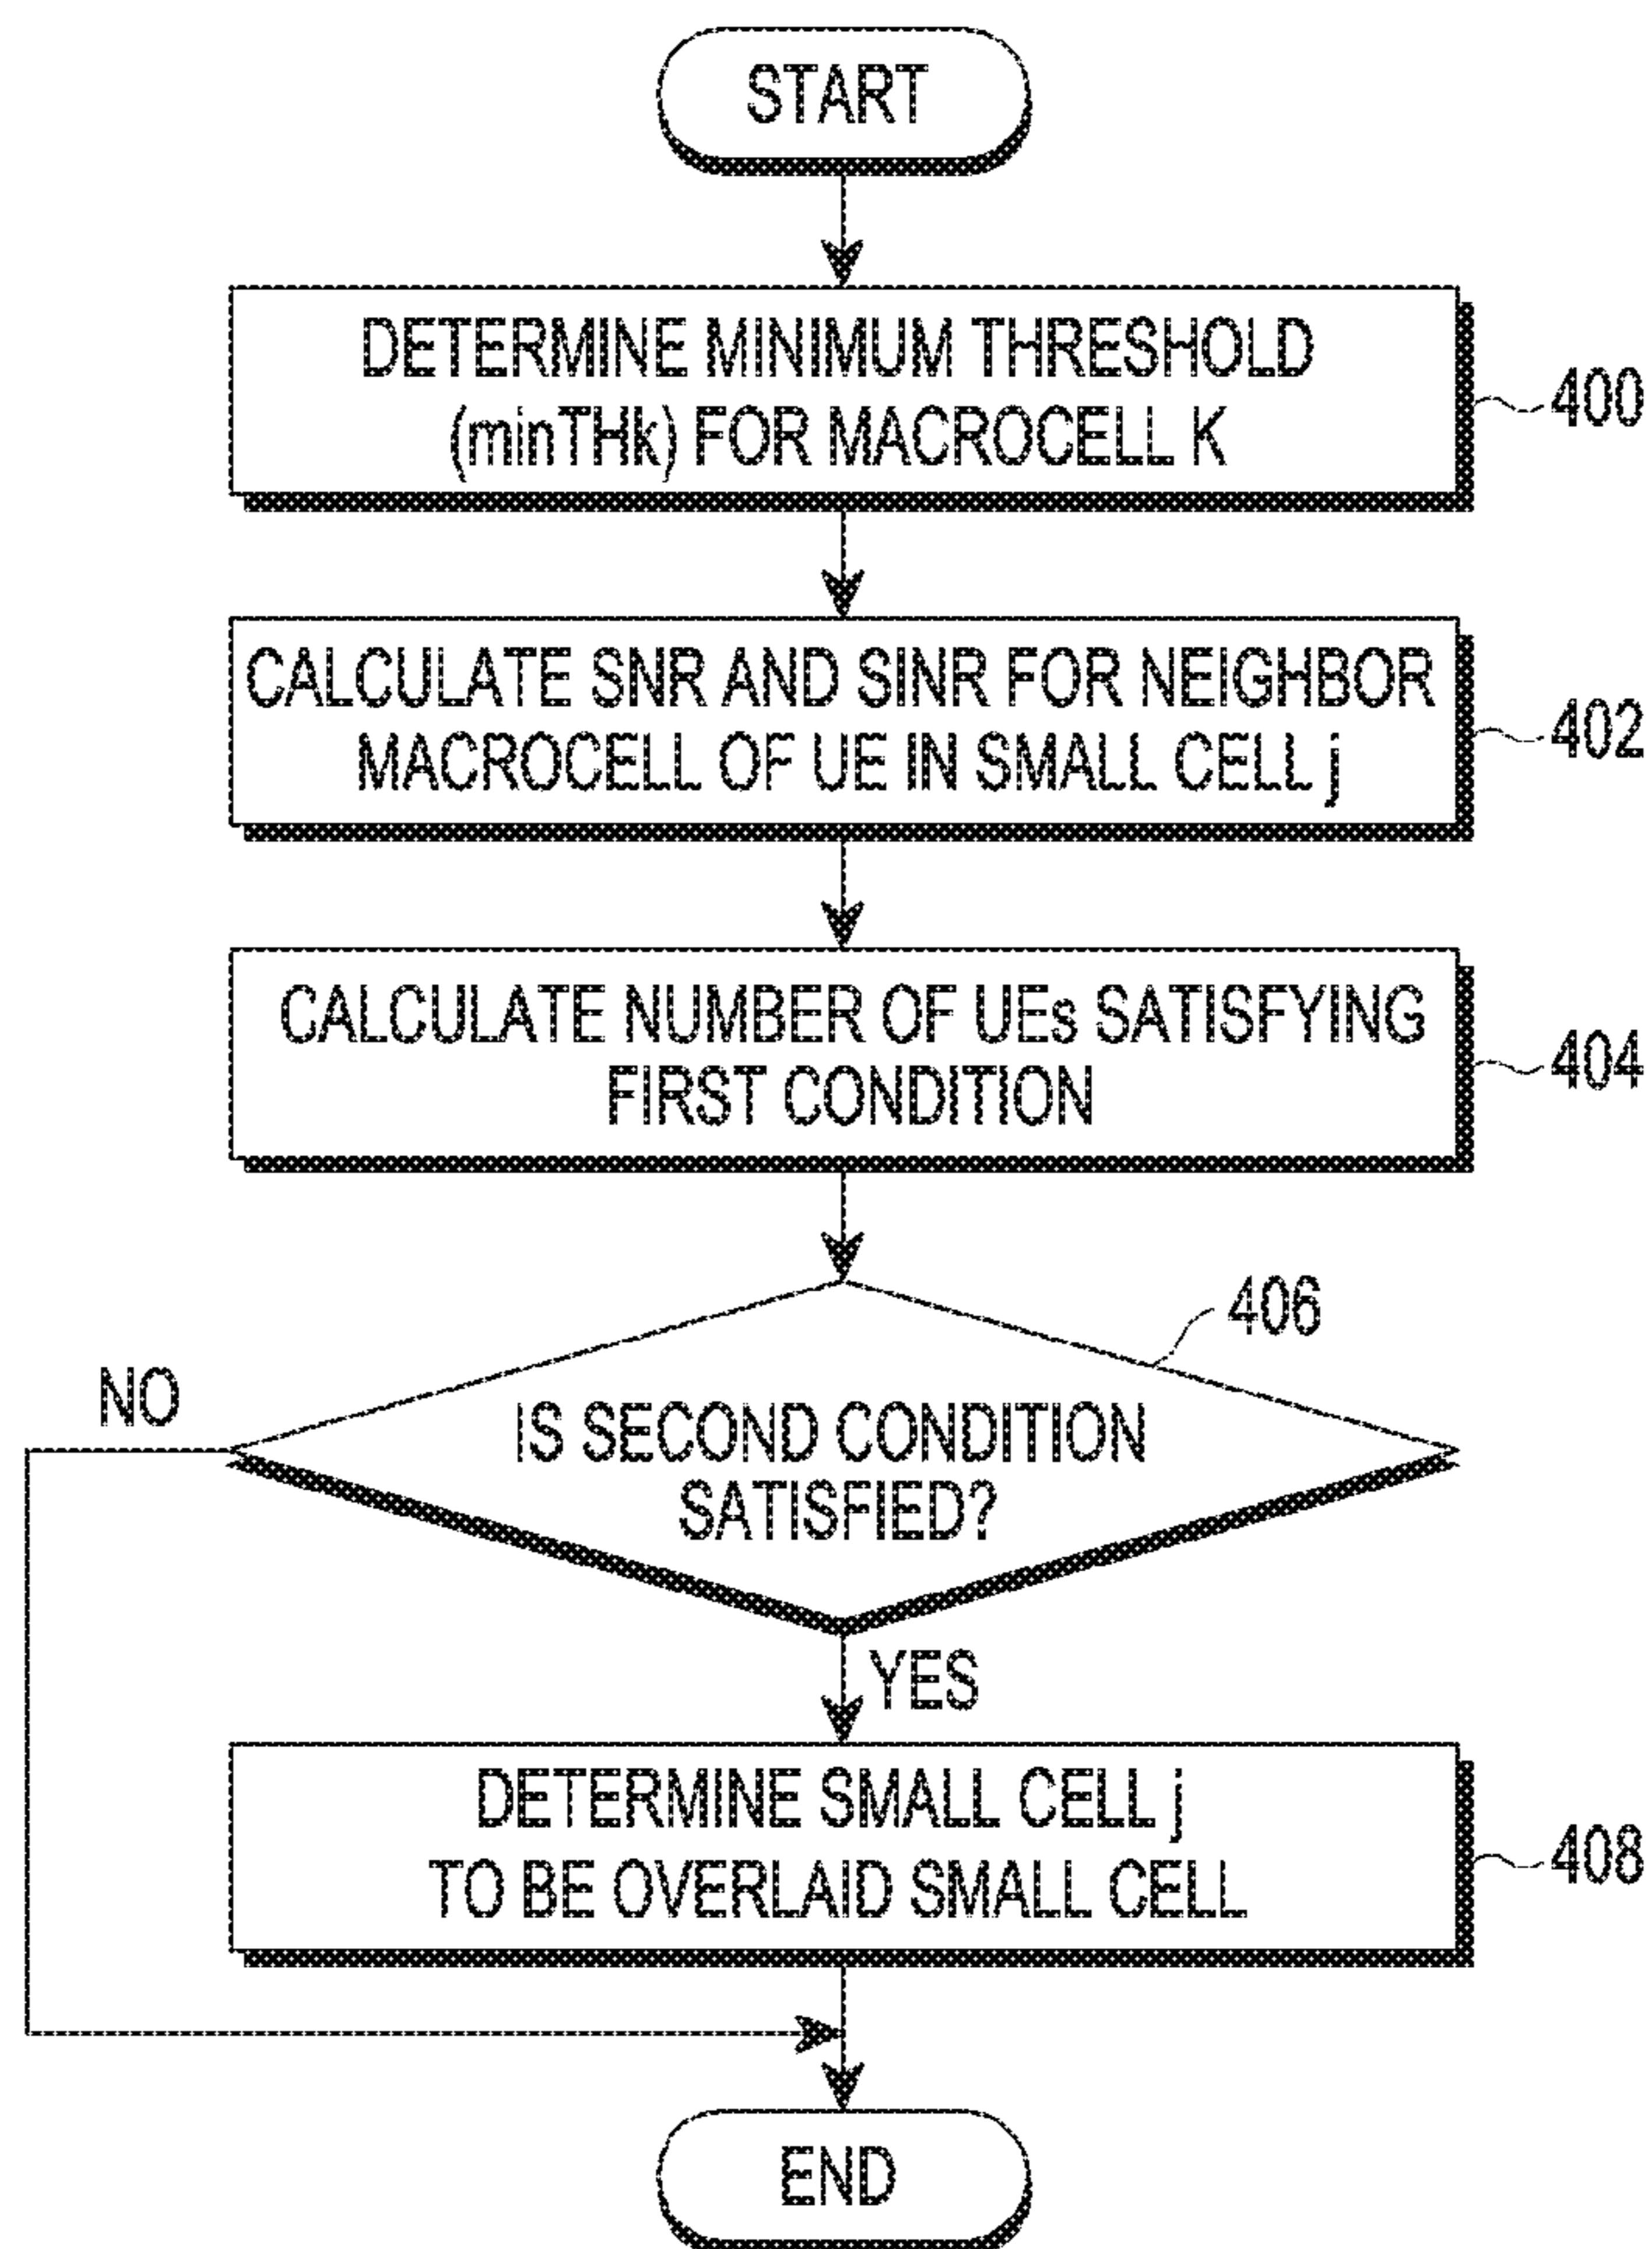 START
DETERMINE MINIMUM THRESHOLD
(minTHk) FOR MACROCELL K
400
CALCULATE SNR AND SINR FOR NEIGHBOR
MACROCELL OF UE IN SMALL CELL j
402
CALCULATE NUMBER OF UEs SATISFYING
FIRST CONDITION
404
406
NO
IS SECOND CONDITION
SATISFIED?
YES
DETERMINE SMALL CELL j
TO BE OVERLAID SMALL CELL
408
END